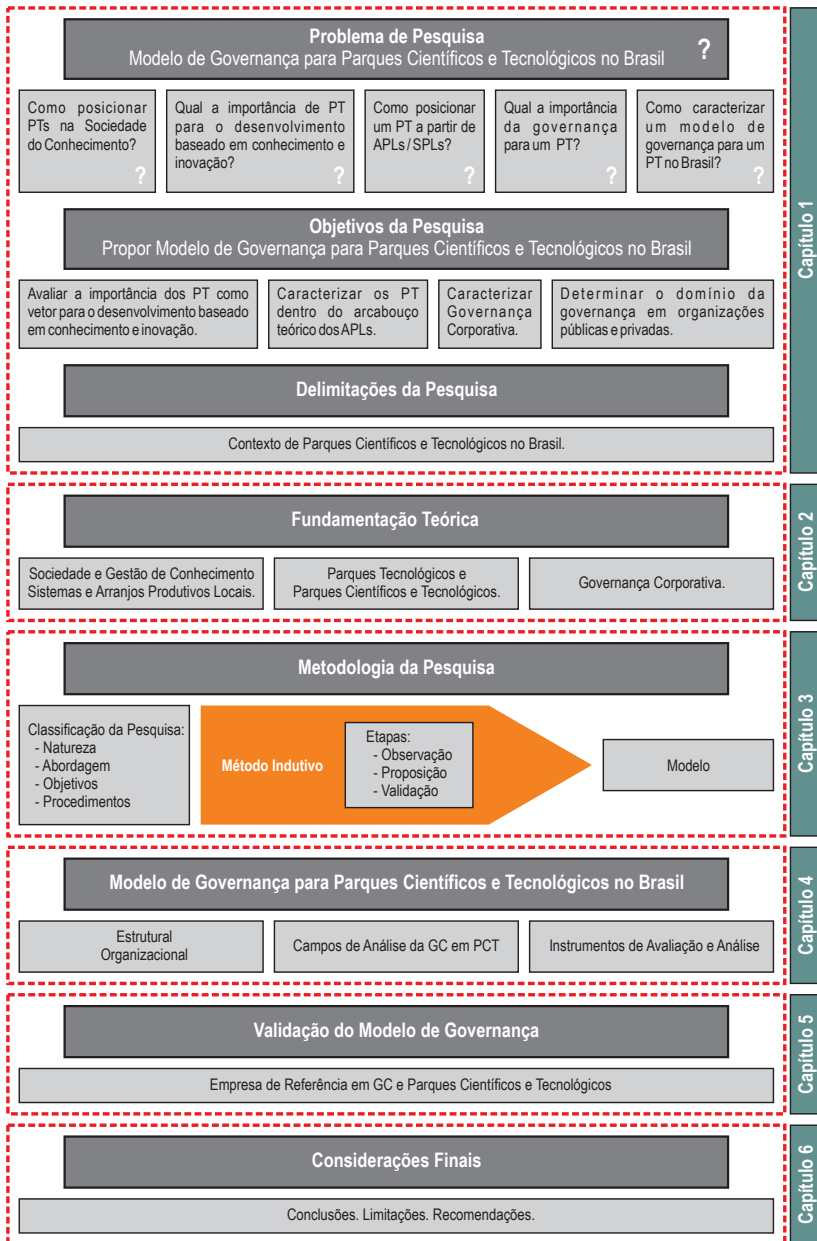 Problema de Pesquisa
Modelo de Governança para Parques Científicos e Tecnológicos no Brasil ?
Como posicionar
PTs na Sociedade
do Conhecimento?
?
Qual a importância de PT
para o desenvolvimento
baseado em conhecimento e
inovação?
?
Como posicionar
um PT a partir de
APLs / SPLs?
?
Qual a importância
da governança
para um PT?
?
Como caracterizar
um modelo de
governança para um
PT no Brasil?
?
Objetivos da Pesquisa
Propor Modelo de Governança para Parques Científicos e Tecnológicos no Brasil
Avaliar a importância dos PT como
vetor para o desenvolvimento baseado
em conhecimento e inovação.
Caracterizar os PT
dentro do arcabouço
teórico dos APLs.
Caracterizar
Governança
Corporativa.
Determinar o domínio da
governança em organizações
públicas e privadas.
Delimitações da Pesquisa
Contexto de Parques Científicos e Tecnológicos no Brasil.
Capítulo 1
Fundamentação Teórica
Sociedade e Gestão de Conhecimento
Sistemas e Arranjos Produtivos Locais.
Parques Tecnológicos e
Parques Científicos e Tecnológicos.
Governança Corporativa.
Capítulo 2
Metodologia da Pesquisa
Classificação da Pesquisa:
- Natureza
- Abordagem
- Objetivos
- Procedimentos
Método Indutivo
Etapas:
- Observação
- Proposição
- Validação
Modelo
Capítulo 3
Modelo de Governança para Parques Científicos e Tecnológicos no Brasil
Estrutural
Organizacional
Campos de Análise da GC em PCT
Instrumentos de Avaliação e Análise
Capítulo 4
Validação do Modelo de Governança
Empresa de Referência em GC e Parques Científicos e Tecnológicos
Capítulo 5
Considerações Finais
Conclusões. Limitações. Recomendações.
Capítulo 6